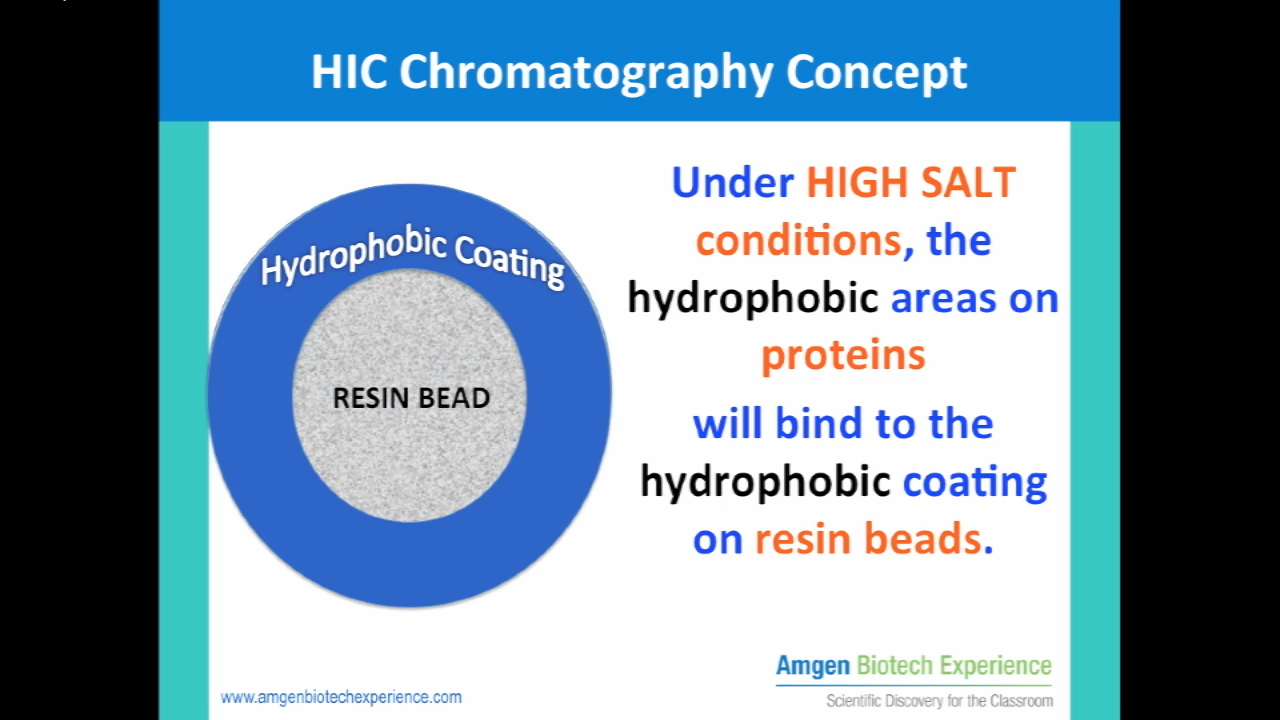 HIC Chromatography Concept
Hydrophobic Coating
RESIN BEAD
Under HIGH SALT
conditions, the
hydrophobic areas on
proteins
will bind to the
hydrophobic coating
on resin beads.
Amgen Biotech Experience
Scientific Discovery for the Classroom
www.amgenbiotechexperience.com